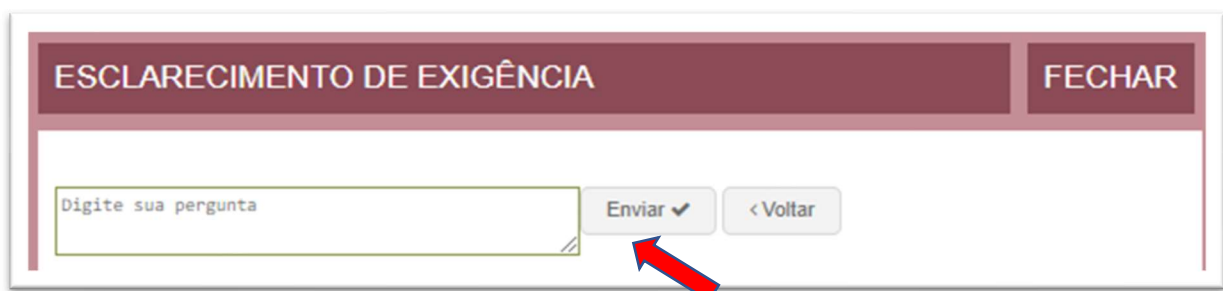 ESCLARECIMENTO DE EXIGÊNCIA FECHAR
Digite sua pergunta Enviar ✔ < Voltar